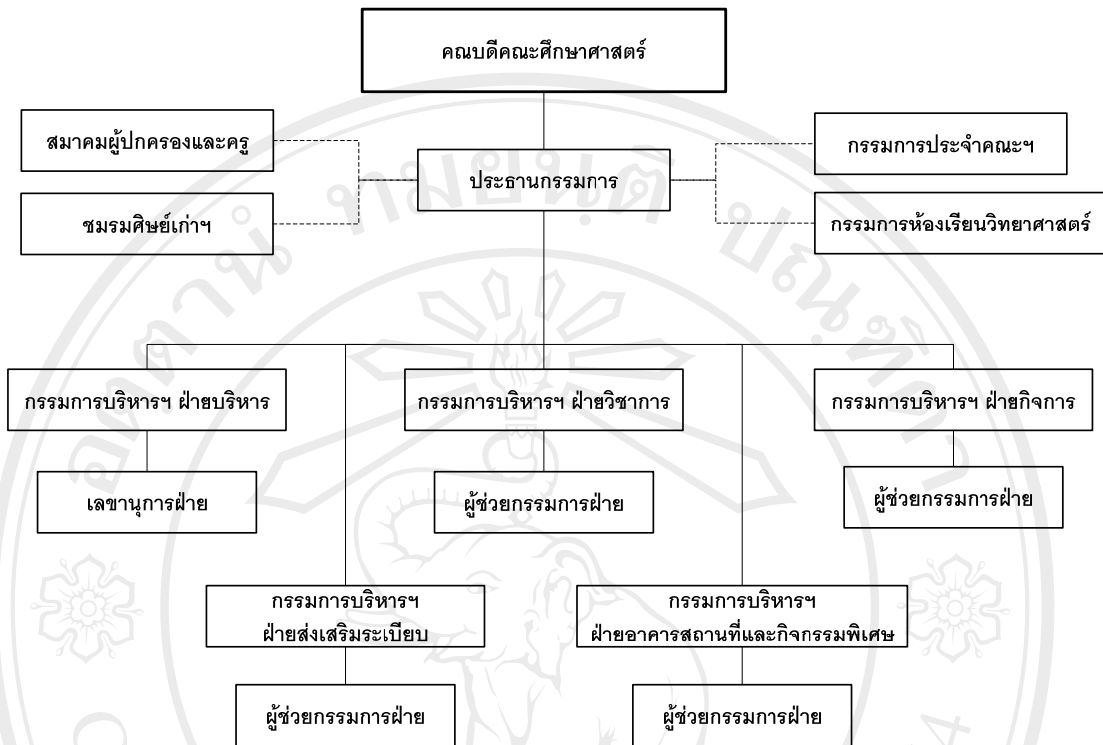 คณบดีคณะศึกษาศาสตร์
สมาคมผู้ปกครองและครู
กรรมการประจำคณะฯ
ประธานกรรมการ
ชมรมศิษย์เก่าฯ
กรรมการห้องเรียนวิทยาศาสตร์
กรรมการบริหารฯ ฝ่ายบริหาร
กรรมการบริหารฯ ฝ่ายวิชาการ
กรรมการบริหารฯ ฝ่ายกิจการ
เลขานุการฝ่าย
ผู้ช่วยกรรมการฝ่าย
ผู้ช่วยกรรมการฝ่าย
กรรมการบริหารฯ
ฝ่ายส่งเสริมระเบียบ
กรรมการบริหารฯ
ฝ่ายอาคารสถานที่และกิจกรรมพิเศษ
ผู้ช่วยกรรมการฝ่าย
ผู้ช่วยกรรมการฝ่าย